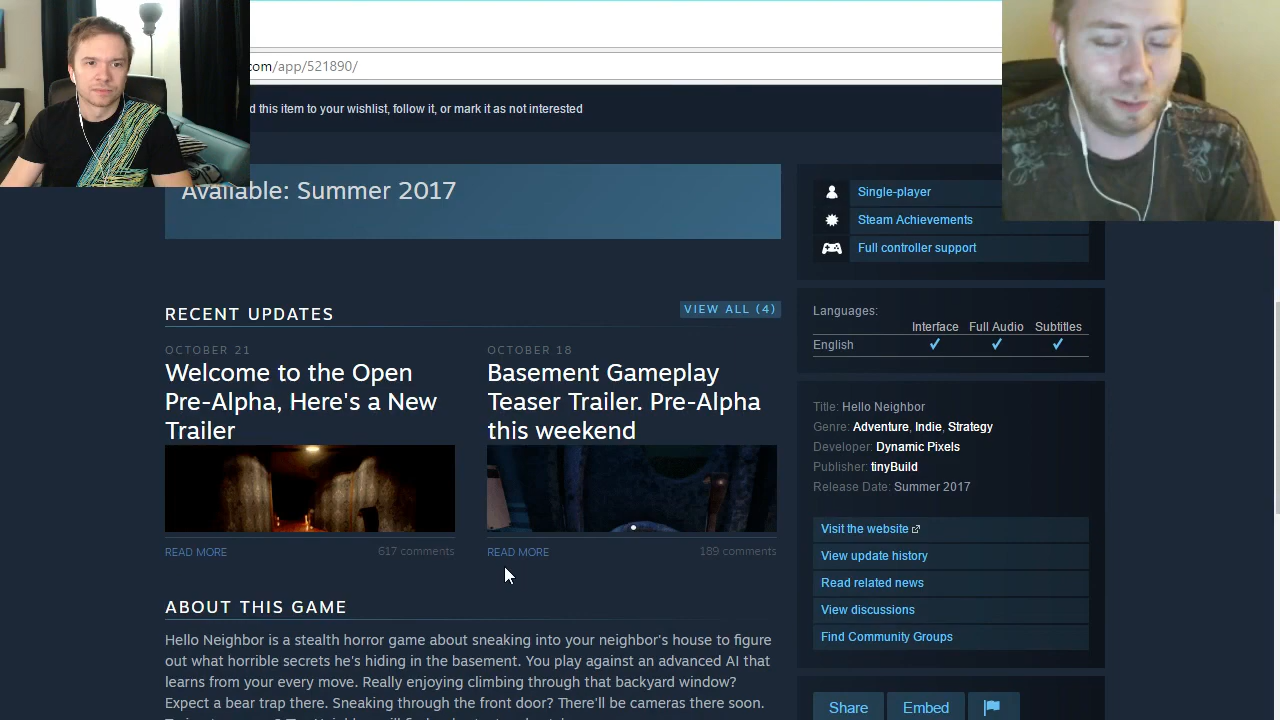 com/app/521890/
d this item to your wishlist, follow it, or mark it as not interested
Available: Summer 2017
Single-player
Steam Achievements
Full controller support
RECENT UPDATES
VIEW ALL (4)
Languages:
Interface Full Audio Subtitles
English
OCTOBER 21
Welcome to the Open
Pre-Alpha, Here's a New
Trailer
READ MORE
617 comments
OCTOBER 18
Basement Gameplay
Teaser Trailer. Pre-Alpha
this weekend
READ MORE
189 comments
Title: Hello Neighbor
Genre: Adventure, Indie, Strategy
Developer: Dynamic Pixels
Publisher: tinyBuild
Release Date: Summer 2017
Visit the website
View update history
Read related news
View discussions
Find Community Groups
ABOUT THIS GAME
Hello Neighbor is a stealth horror game about sneaking into your neighbor's house to figure
out what horrible secrets he's hiding in the basement. You play against an advanced AI that
learns from your every move. Really enjoying climbing through that backyard window?
Expect a bear trap there. Sneaking through the front door? There'll be cameras there soon.
Share
Embed